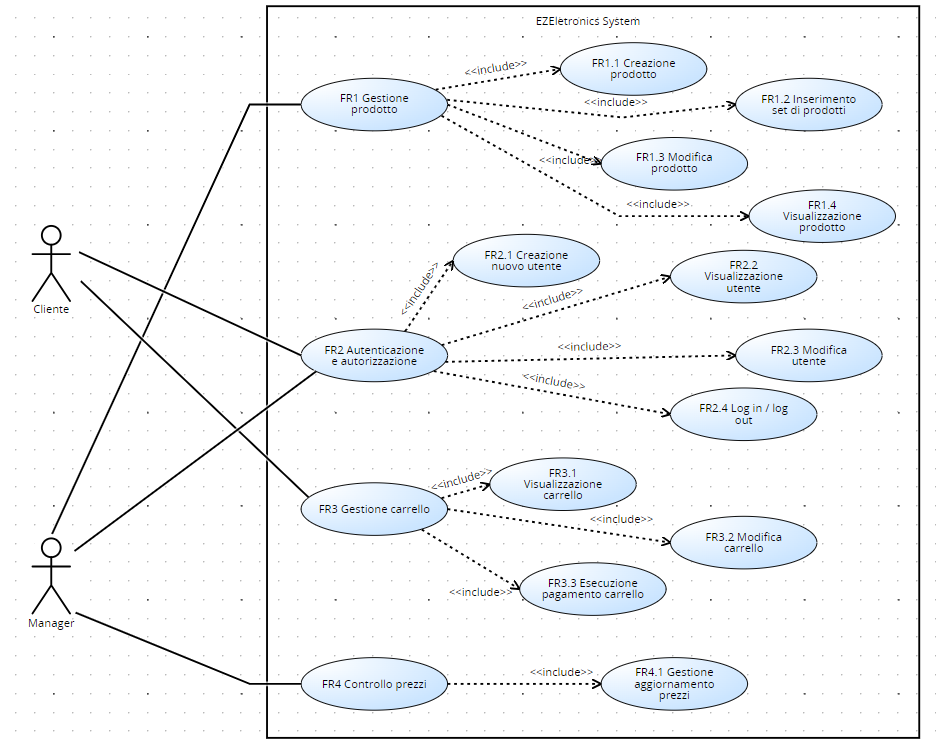 EZEletronics System
<<include>>
FR1.1 Creazione
prodotto
FR1 Gestione
prodotto
<<include>>
FR1.2 Inserimento
set di prodotti
<<include>>
FR1.3 Modifica
prodotto
<<include>>
FR1.4
Visualizzazione
prodotto
Cliente
<<include>>
FR2.1 Creazione
nuovo utente
<<include>>
FR2.2
Visualizzazione
utente
FR2 Autenticazione
e autorizzazione
<<include>>
FR2.3 Modifica
utente
<<include>>
FR2.4 Log in / log
out
<<include>>
FR3.1
Visualizzazione
carrello
FR3 Gestione carrello
<<include>>
FR3.2 Modifica
carrello
<<include>>
FR3.3 Esecuzione
pagamento carrello
Manager
FR4 Controllo prezzi
<<include>>
FR4.1 Gestione
aggiornamento
prezzi